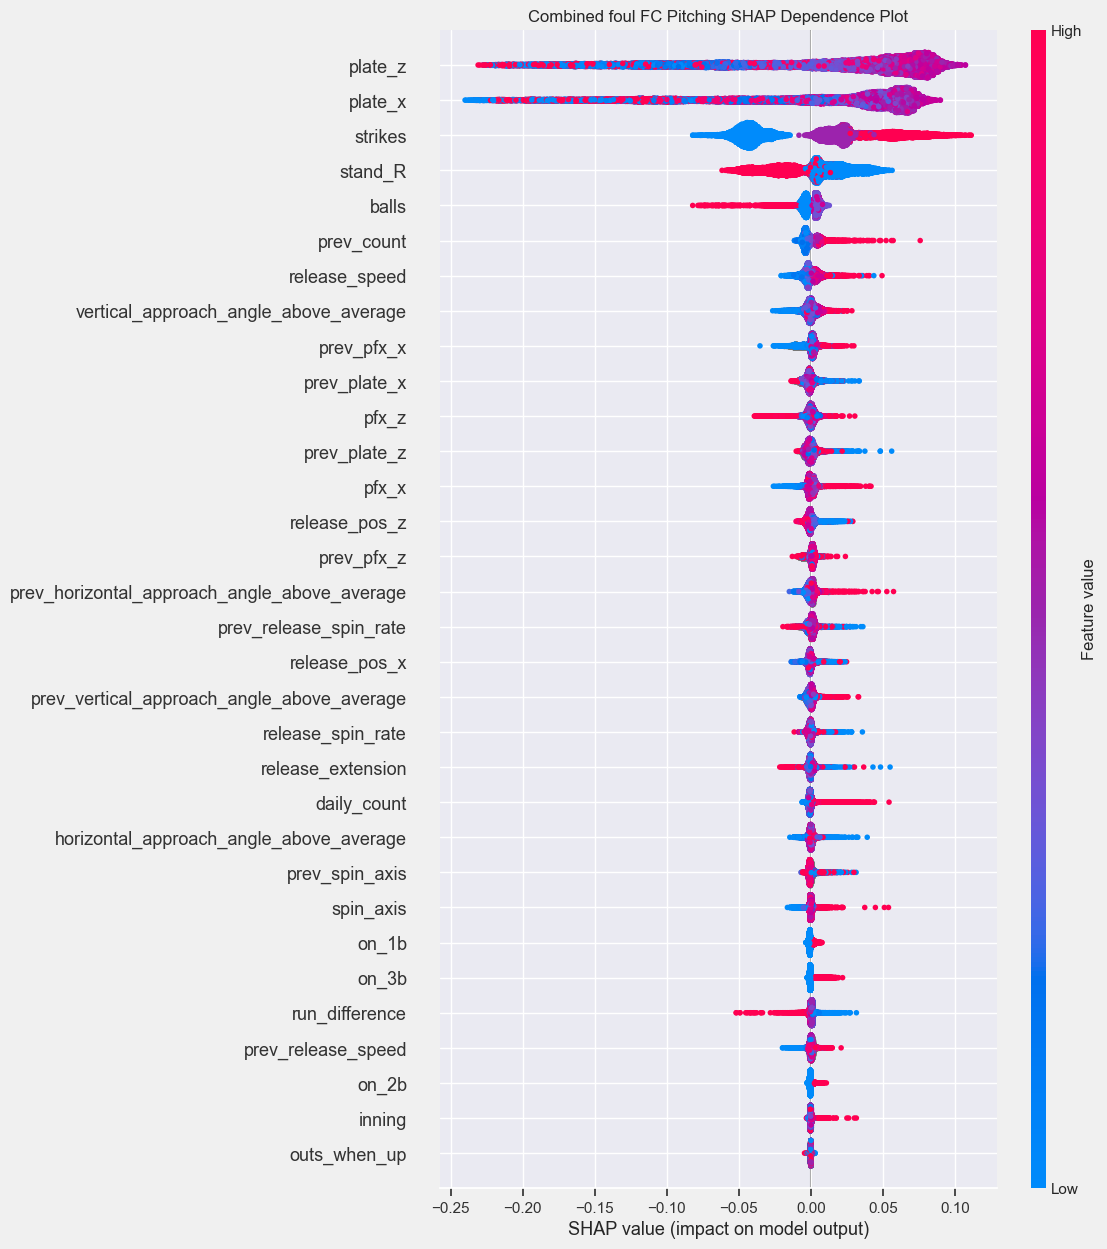 Combined foul FC Pitching SHAP Dependence Plot
High
plate_z
plate_x
strikes
stand_R
balls
prev_count
release_speed
vertical_approach_angle_above_average
prev_pfx_x
prev_plate_x
pfx_z
prev_plate_z
pfx_x
release_pos_z
prev_pfx_z
prev_horizontal_approach_angle_above_average
prev_release_spin_rate
release_pos_x
prev_vertical_approach_angle_above_average
release_spin_rate
release_extension
daily_count
horizontal_approach_angle_above_average
prev_spin_axis
spin_axis
on_1b
on_3b
run_difference
prev_release_speed
on_2b
inning
outs_when_up
Feature value
Low
−0.25 −0.20 −0.15 −0.10 −0.05 0.00 0.05 0.10
SHAP value (impact on model output)